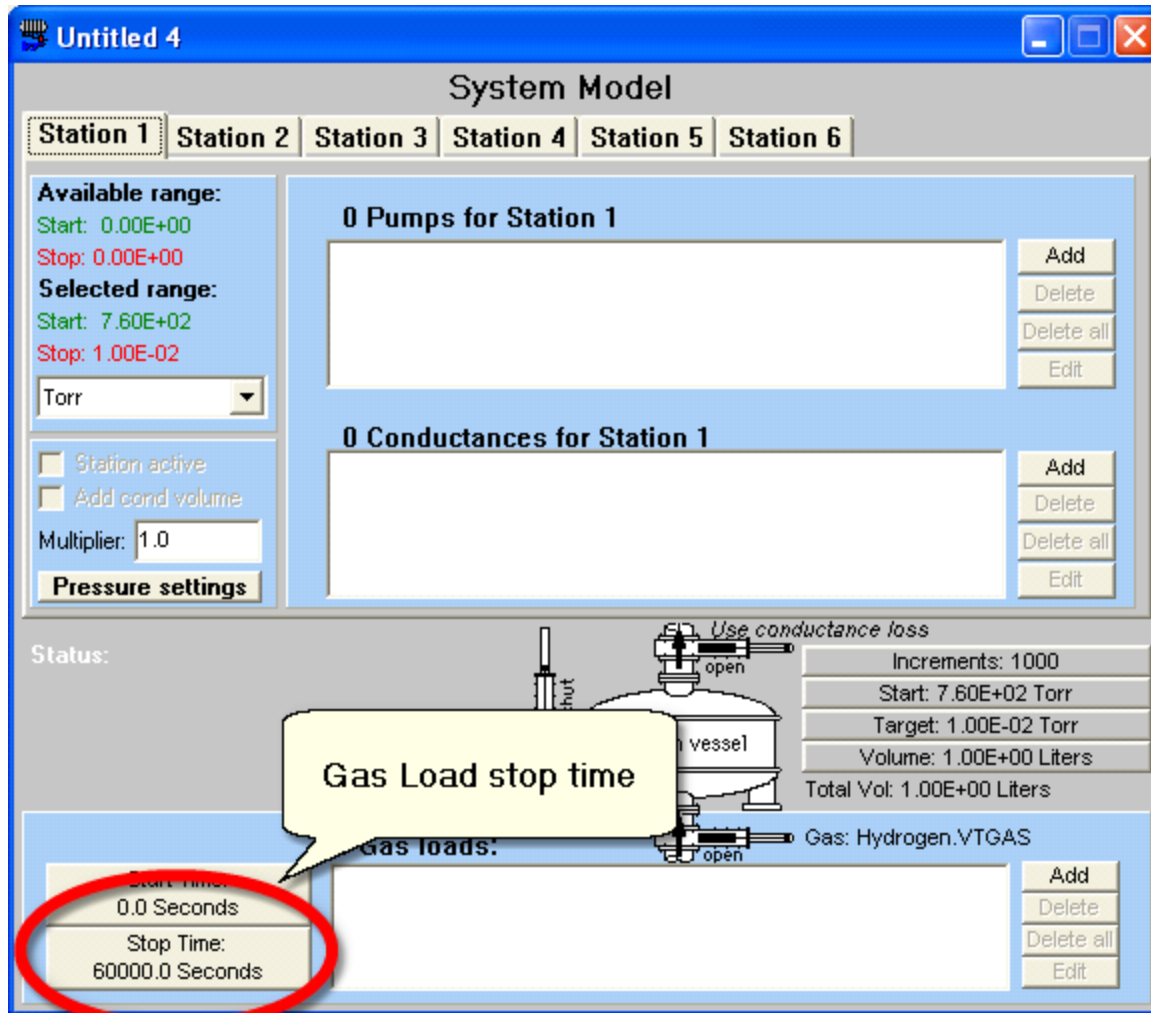 Untitled 4
System Model
Station 1 Station 2 Station 3 Station 4 Station 5 Station 6
Available range:
Start: 0.00E+00
Stop: 0.00E+00
Selected range:
Start: 7.60E+02
Stop: 1.00E-02
Torr
Station active
Add cond volume
Multiplier: 1.0
Pressure settings
0 Pumps for Station 1
Add
Delete
Delete all
Edit
0 Conductances for Station 1
Add
Delete
Delete all
Edit
Status:
Use conductance loss
open
shut
vessel
Increments: 1000
Start: 7.60E+02 Torr
Target: 1.00E-02 Torr
Volume: 1.00E+00 Liters
Total Vol: 1.00E+00 Liters
Gas Load stop time
Gas loads:
open
Gas: Hydrogen.VTGAS
Start Time:
0.0 Seconds
Stop Time:
60000.0 Seconds
Add
Delete
Delete all
Edit